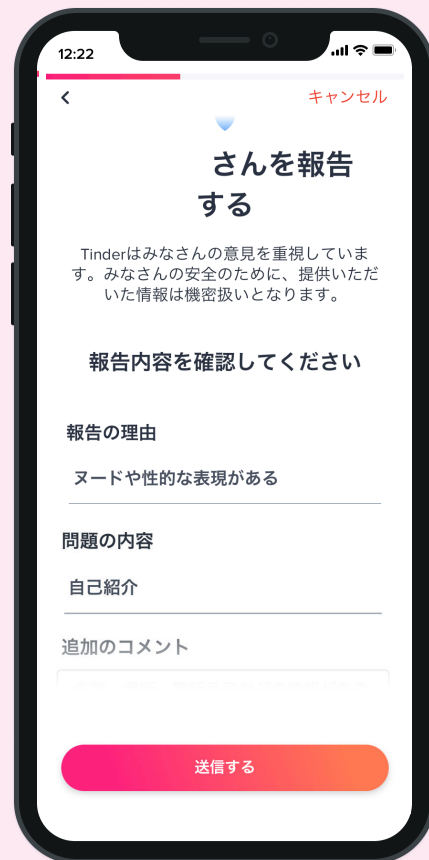 12:22
キャンセル
さんを報告
する
Tinderはみなさんの意見を重視していま
す。みなさんの安全のために、提供いただ
いた情報は機密扱いとなります。
報告内容を確認してください
報告の理由
ヌードや性的な表現がある
問題の内容
自己紹介
追加のコメント
送信する